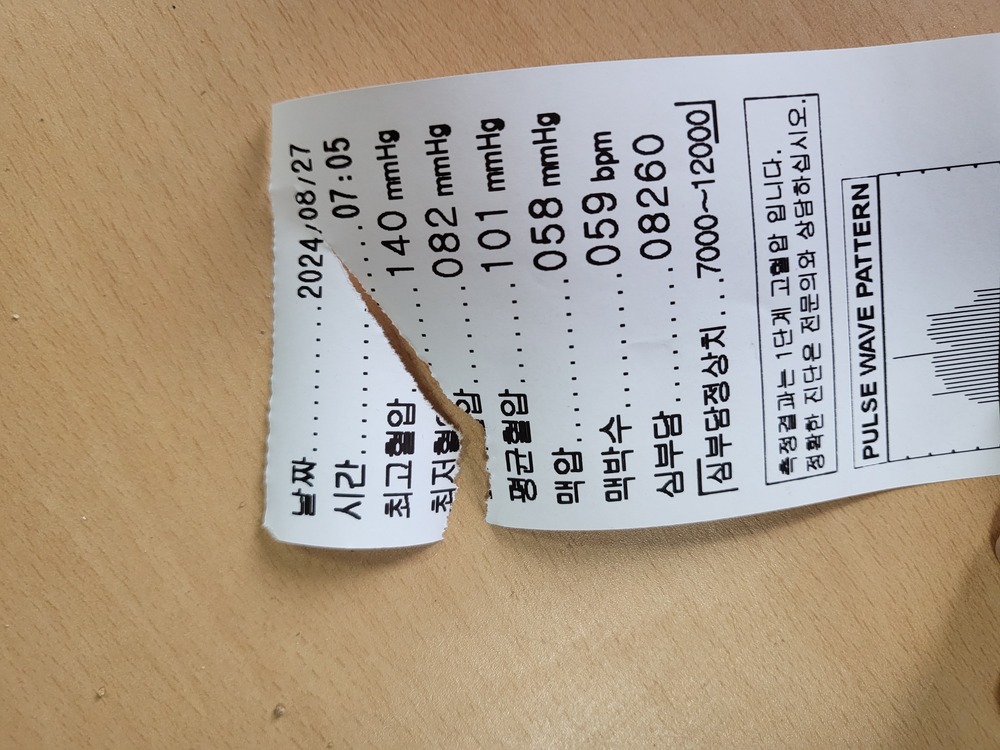 날짜..............2024/08/27
시간..................07:05
최고혈압...........140 mmHg
최저혈압...........082 mmHg
평균혈압...........101 mmHg
맥압..............058 mmHg
맥박수............059 bpm
심부담............08260
[심부담정상치...7000~12000]
측정결과는 1단계 고혈압 입니다.
정확한 진단은 전문의와 상담하십시오.
PULSE WAVE PATTERN